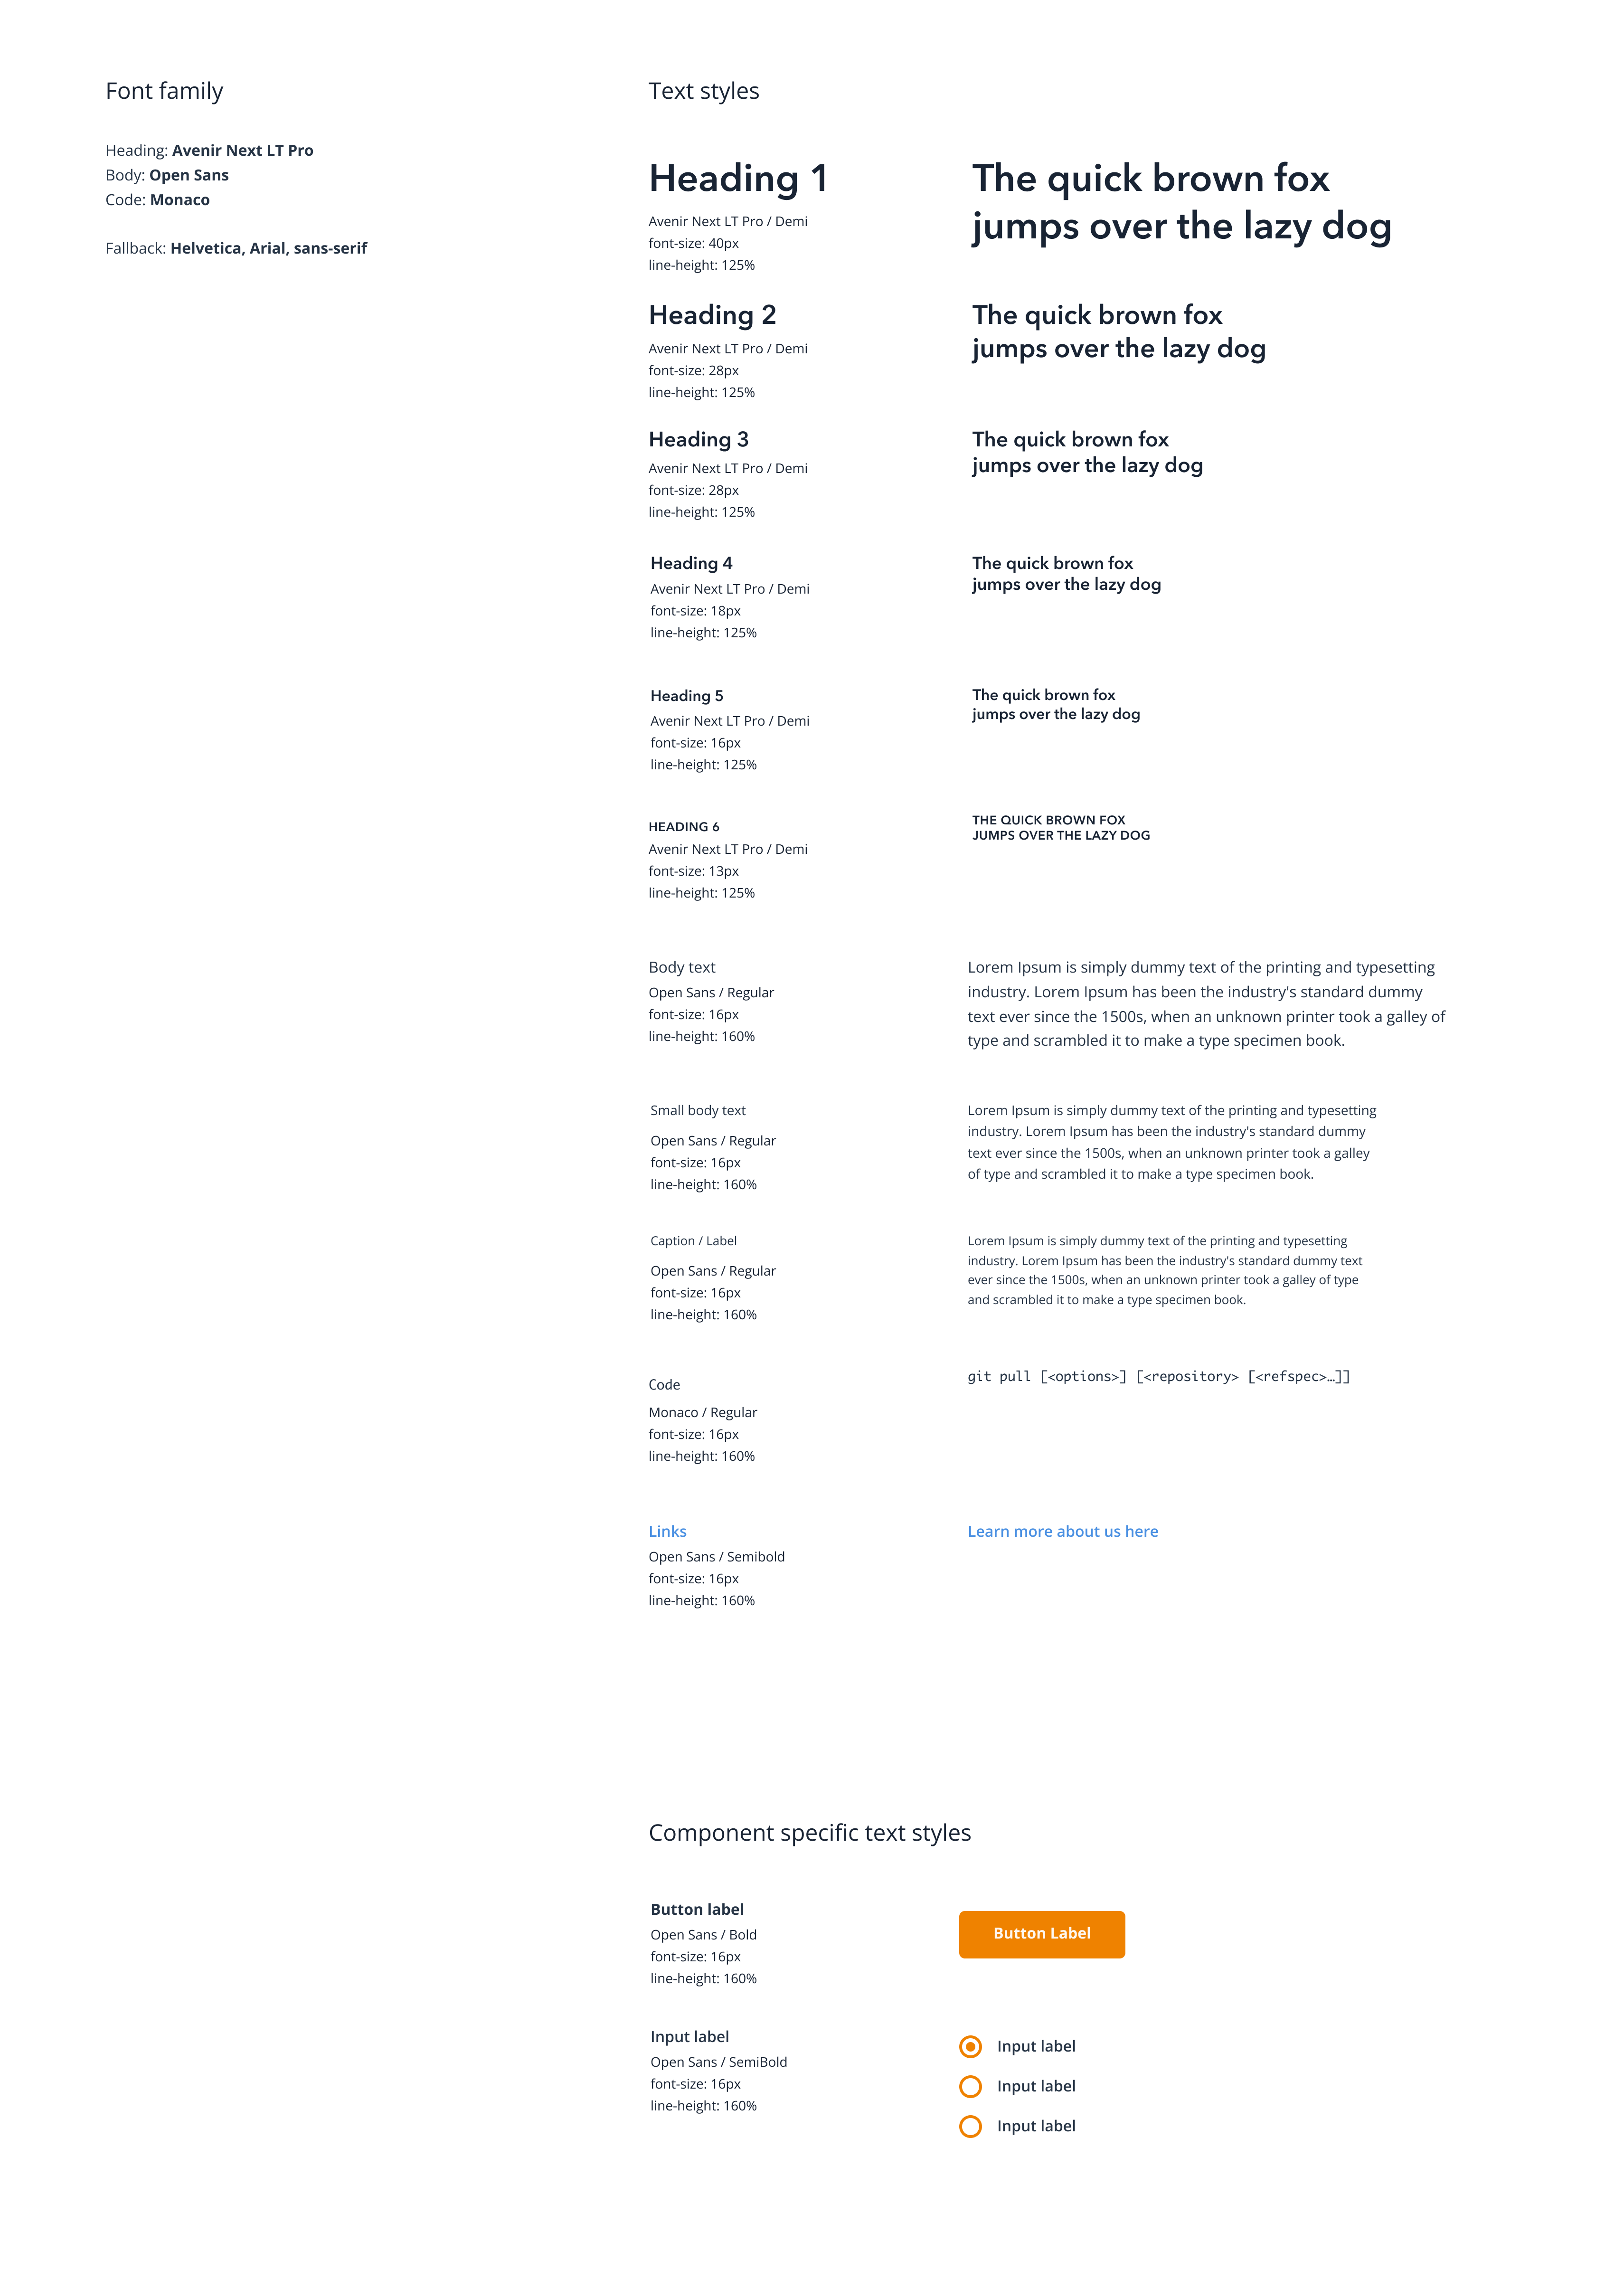 Font family
Heading: Avenir Next LT Pro
Body: Open Sans
Code: Monaco
Fallback: Helvetica, Arial, sans-serif
Text styles
Heading 1
Avenir Next LT Pro / Demi
font-size: 40px
line-height: 125%
The quick brown fox
jumps over the lazy dog
Heading 2
Avenir Next LT Pro / Demi
font-size: 28px
line-height: 125%
The quick brown fox
jumps over the lazy dog
Heading 3
Avenir Next LT Pro / Demi
font-size: 28px
line-height: 125%
The quick brown fox
jumps over the lazy dog
Heading 4
Avenir Next LT Pro / Demi
font-size: 18px
line-height: 125%
The quick brown fox
jumps over the lazy dog
Heading 5
Avenir Next LT Pro / Demi
font-size: 16px
line-height: 125%
The quick brown fox
jumps over the lazy dog
HEADING 6
Avenir Next LT Pro / Demi
font-size: 13px
line-height: 125%
THE QUICK BROWN FOX
JUMPS OVER THE LAZY DOG
Body text
Open Sans / Regular
font-size: 16px
line-height: 160%
Lorem Ipsum is simply dummy text of the printing and typesetting
industry. Lorem Ipsum has been the industry's standard dummy
text ever since the 1500s, when an unknown printer took a galley of
type and scrambled it to make a type specimen book.
Small body text
Open Sans / Regular
font-size: 16px
line-height: 160%
Lorem Ipsum is simply dummy text of the printing and typesetting
industry. Lorem Ipsum has been the industry's standard dummy
text ever since the 1500s, when an unknown printer took a galley
of type and scrambled it to make a type specimen book.
Caption / Label
Open Sans / Regular
font-size: 16px
line-height: 160%
Lorem Ipsum is simply dummy text of the printing and typesetting
industry. Lorem Ipsum has been the industry's standard dummy text
ever since the 1500s, when an unknown printer took a galley of type
and scrambled it to make a type specimen book.
Code
Monaco / Regular
font-size: 16px
line-height: 160%
git pull [<options>] [<repository> [<refspec>…]]
Links
Open Sans / Semibold
font-size: 16px
line-height: 160%
Learn more about us here
Component specific text styles
Button label
Open Sans / Bold
font-size: 16px
line-height: 160%
Button Label
Input label
Open Sans / SemiBold
font-size: 16px
line-height: 160%
Input label
Input label
Input label